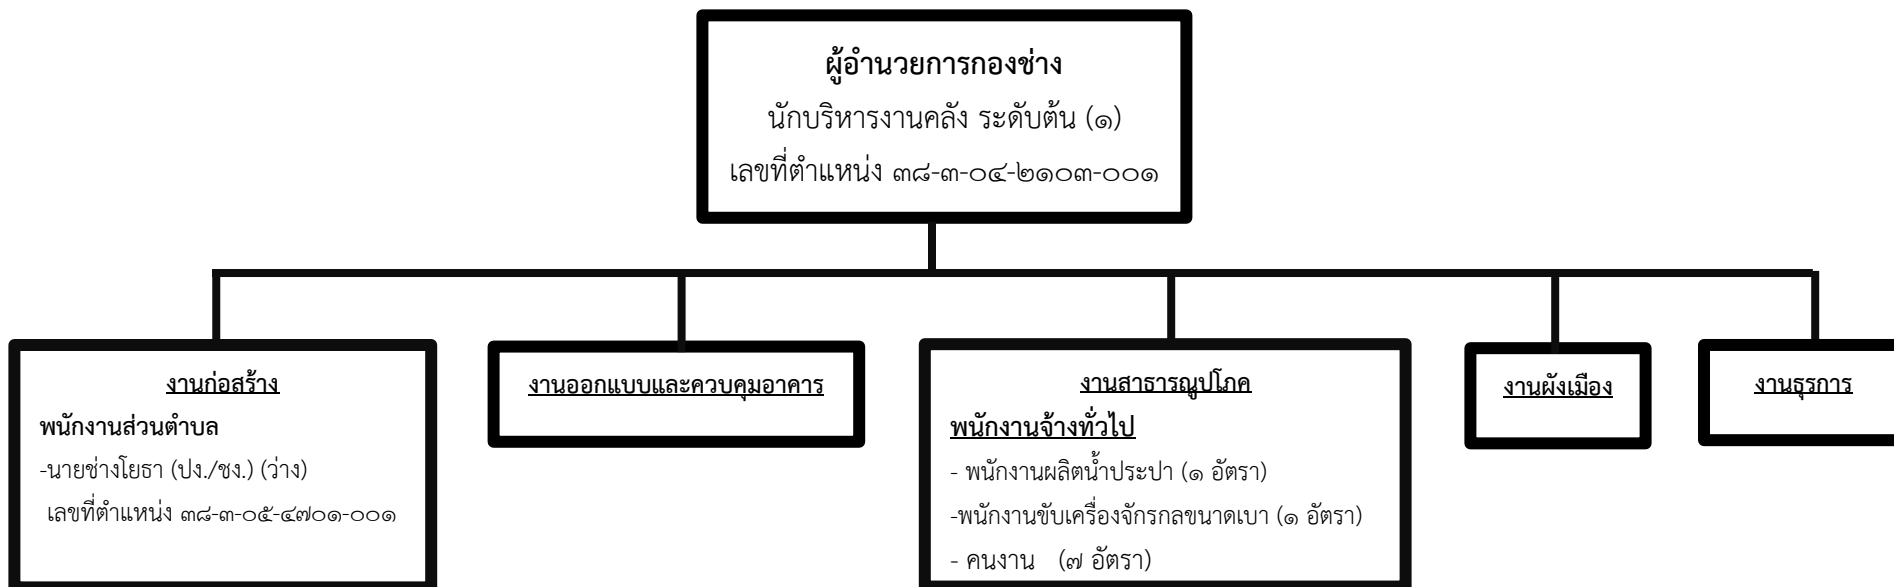 ผู้อำนวยการกองช่าง
นักบริหารงานคลัง ระดับต้น (๑)
เลขที่ตำแหน่ง ๓๘-๓-๐๔-๒๑๐๓-๐๐๑
งานก่อสร้าง
พนักงานส่วนตำบล
-นายช่างโยธา (ปง./ชง.) (ว่าง)
เลขที่ตำแหน่ง ๓๘-๓-๐๕-๔๗๐๑-๐๐๑
งานออกแบบและควบคุมอาคาร
งานสาธารณูปโภค
พนักงานจ้างทั่วไป
- พนักงานผลิตน้ำประปา (๑ อัตรา)
-พนักงานขับเครื่องจักรกลขนาดเบา (๑ อัตรา)
- คนงาน (๗ อัตรา)
งานผังเมือง
งานธุรการ